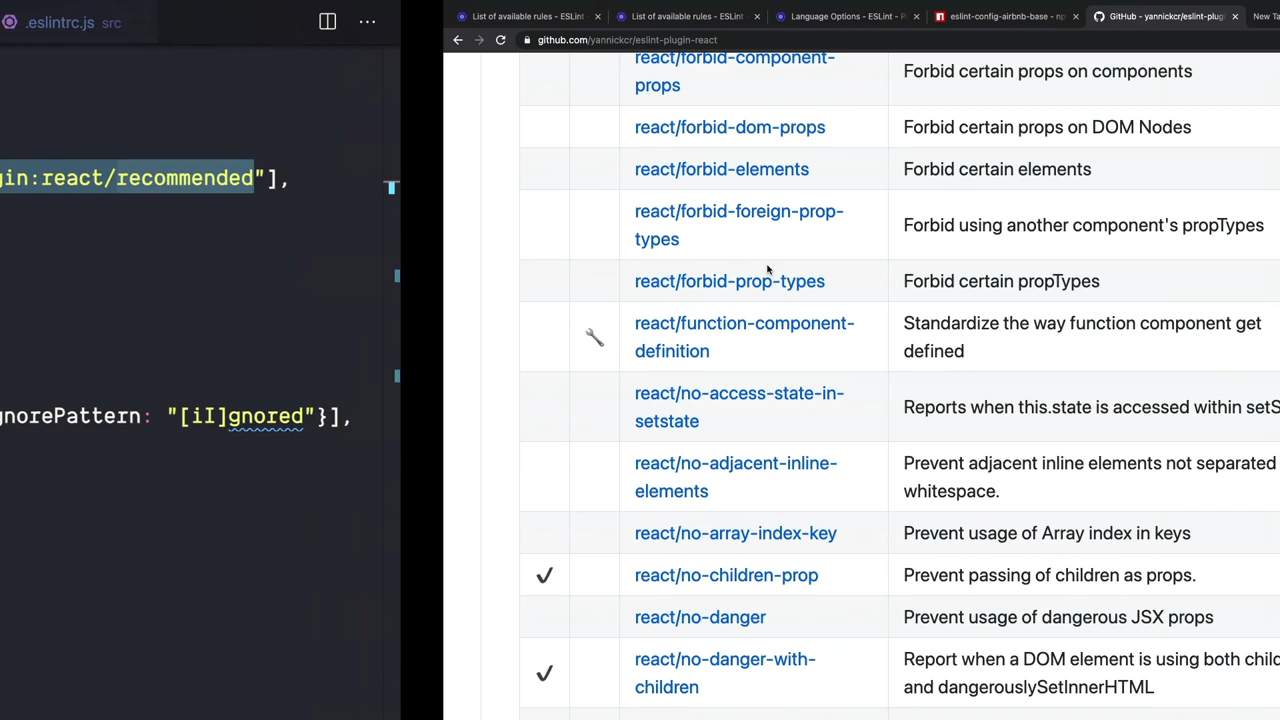 .eslintrc.js src
gin:react/recommended"],
gnorePattern: "[iI]gnored"}],
List of available rules - ESLint
List of available rules - ESLint
Language Options - ESLint - P
eslint-config-airbnb-base - np
GitHub - yannickcr/eslint-plug
New Ta
github.com/yannickcr/eslint-plugin-react
react/forbid-component-
props
Forbid certain props on components
react/forbid-dom-props
Forbid certain props on DOM Nodes
react/forbid-elements
Forbid certain elements
react/forbid-foreign-prop-
types
Forbid using another component's propTypes
react/forbid-prop-types
Forbid certain propTypes
react/function-component-
definition
Standardize the way function component get
defined
react/no-access-state-in-
setstate
Reports when this.state is accessed within setS
react/no-adjacent-inline-
elements
Prevent adjacent inline elements not separated
whitespace.
react/no-array-index-key
Prevent usage of Array index in keys
react/no-children-prop
Prevent passing of children as props.
react/no-danger
Prevent usage of dangerous JSX props
react/no-danger-with-
children
Report when a DOM element is using both child
and dangerouslySetInnerHTML